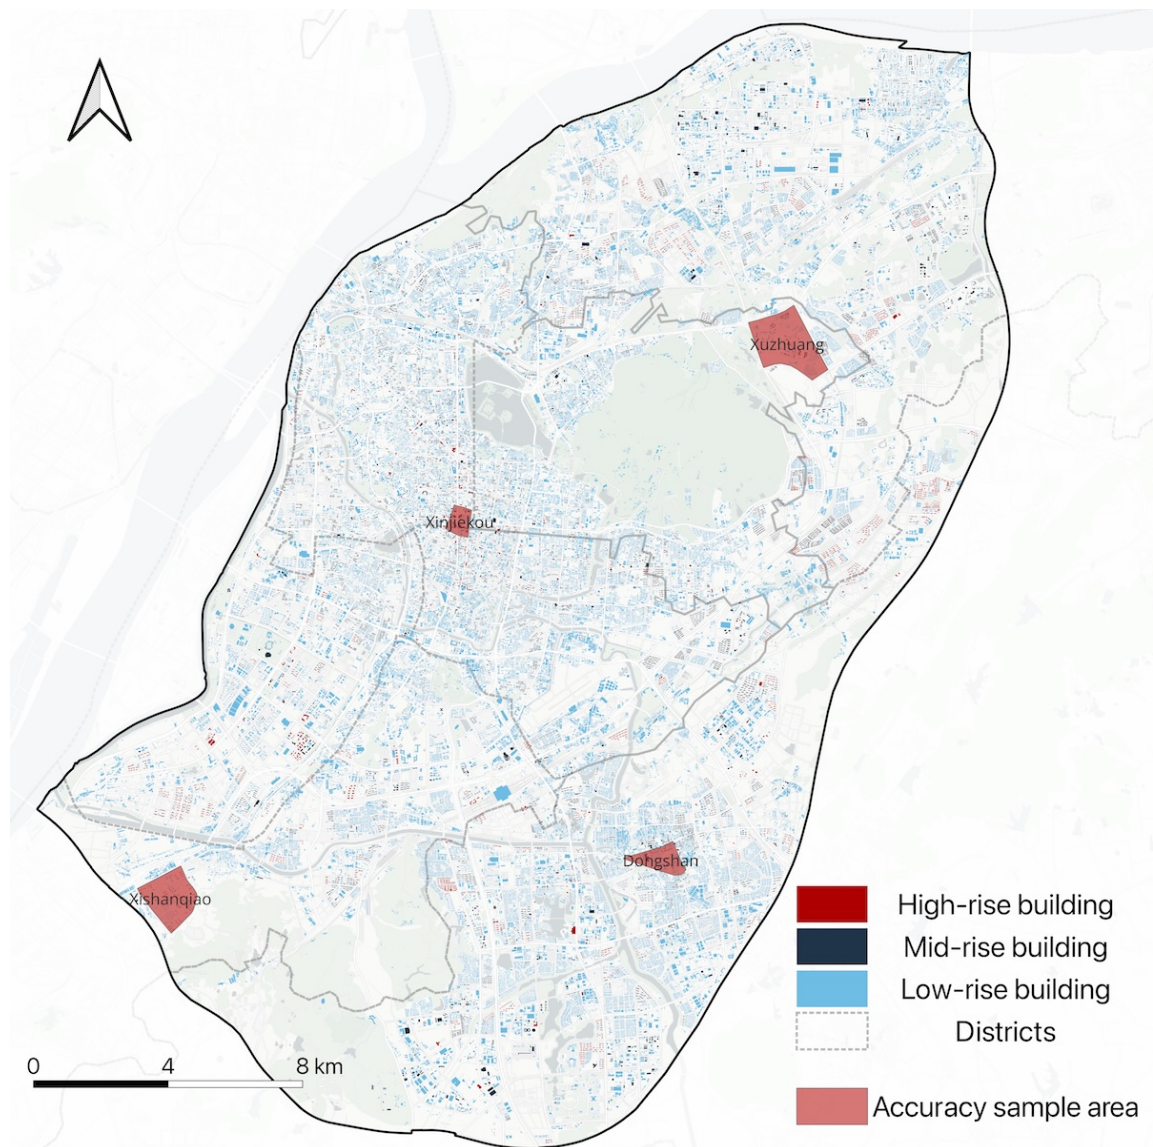 Xuzhuang
Xinjiekou
Dongshan
Xishanqiao
High-rise building
Mid-rise building
Low-rise building
Districts
Accuracy sample area
0 4 8 km